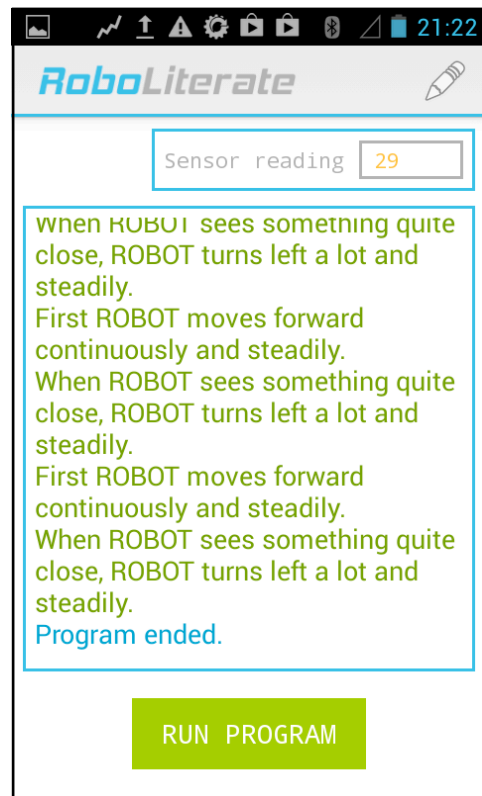 21:22
RoboLiterate
Sensor reading 29
When ROBOT sees something quite
close, ROBOT turns left a lot and
steadily.
First ROBOT moves forward
continuously and steadily.
When ROBOT sees something quite
close, ROBOT turns left a lot and
steadily.
First ROBOT moves forward
continuously and steadily.
When ROBOT sees something quite
close, ROBOT turns left a lot and
steadily.
Program ended.
RUN PROGRAM